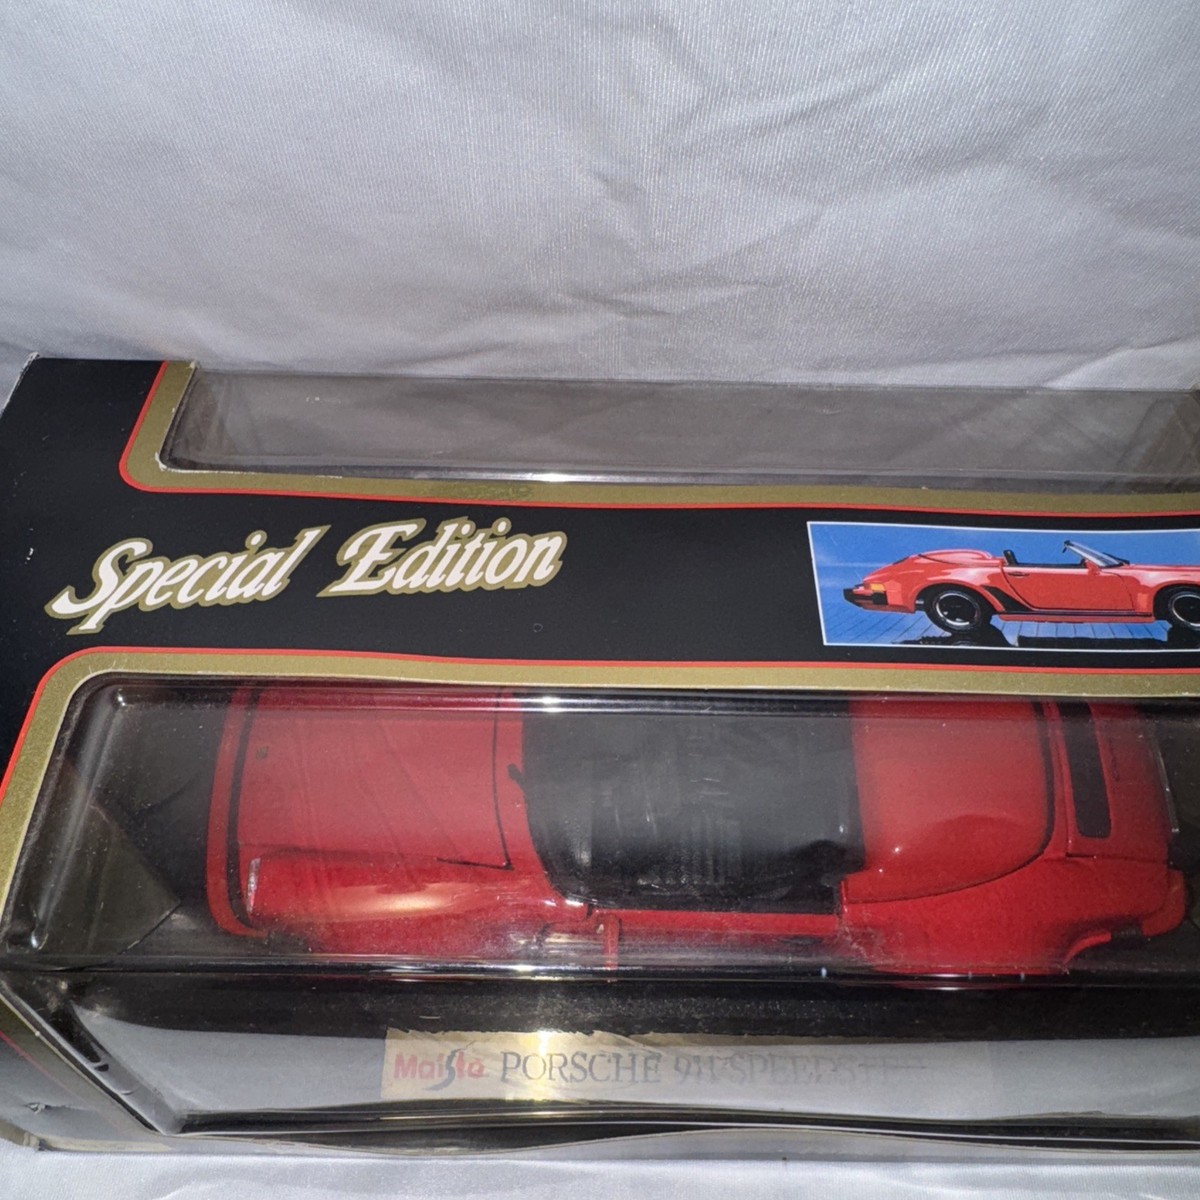 Special Edition
Maisto PORSCHE 911 SPEEDSTER